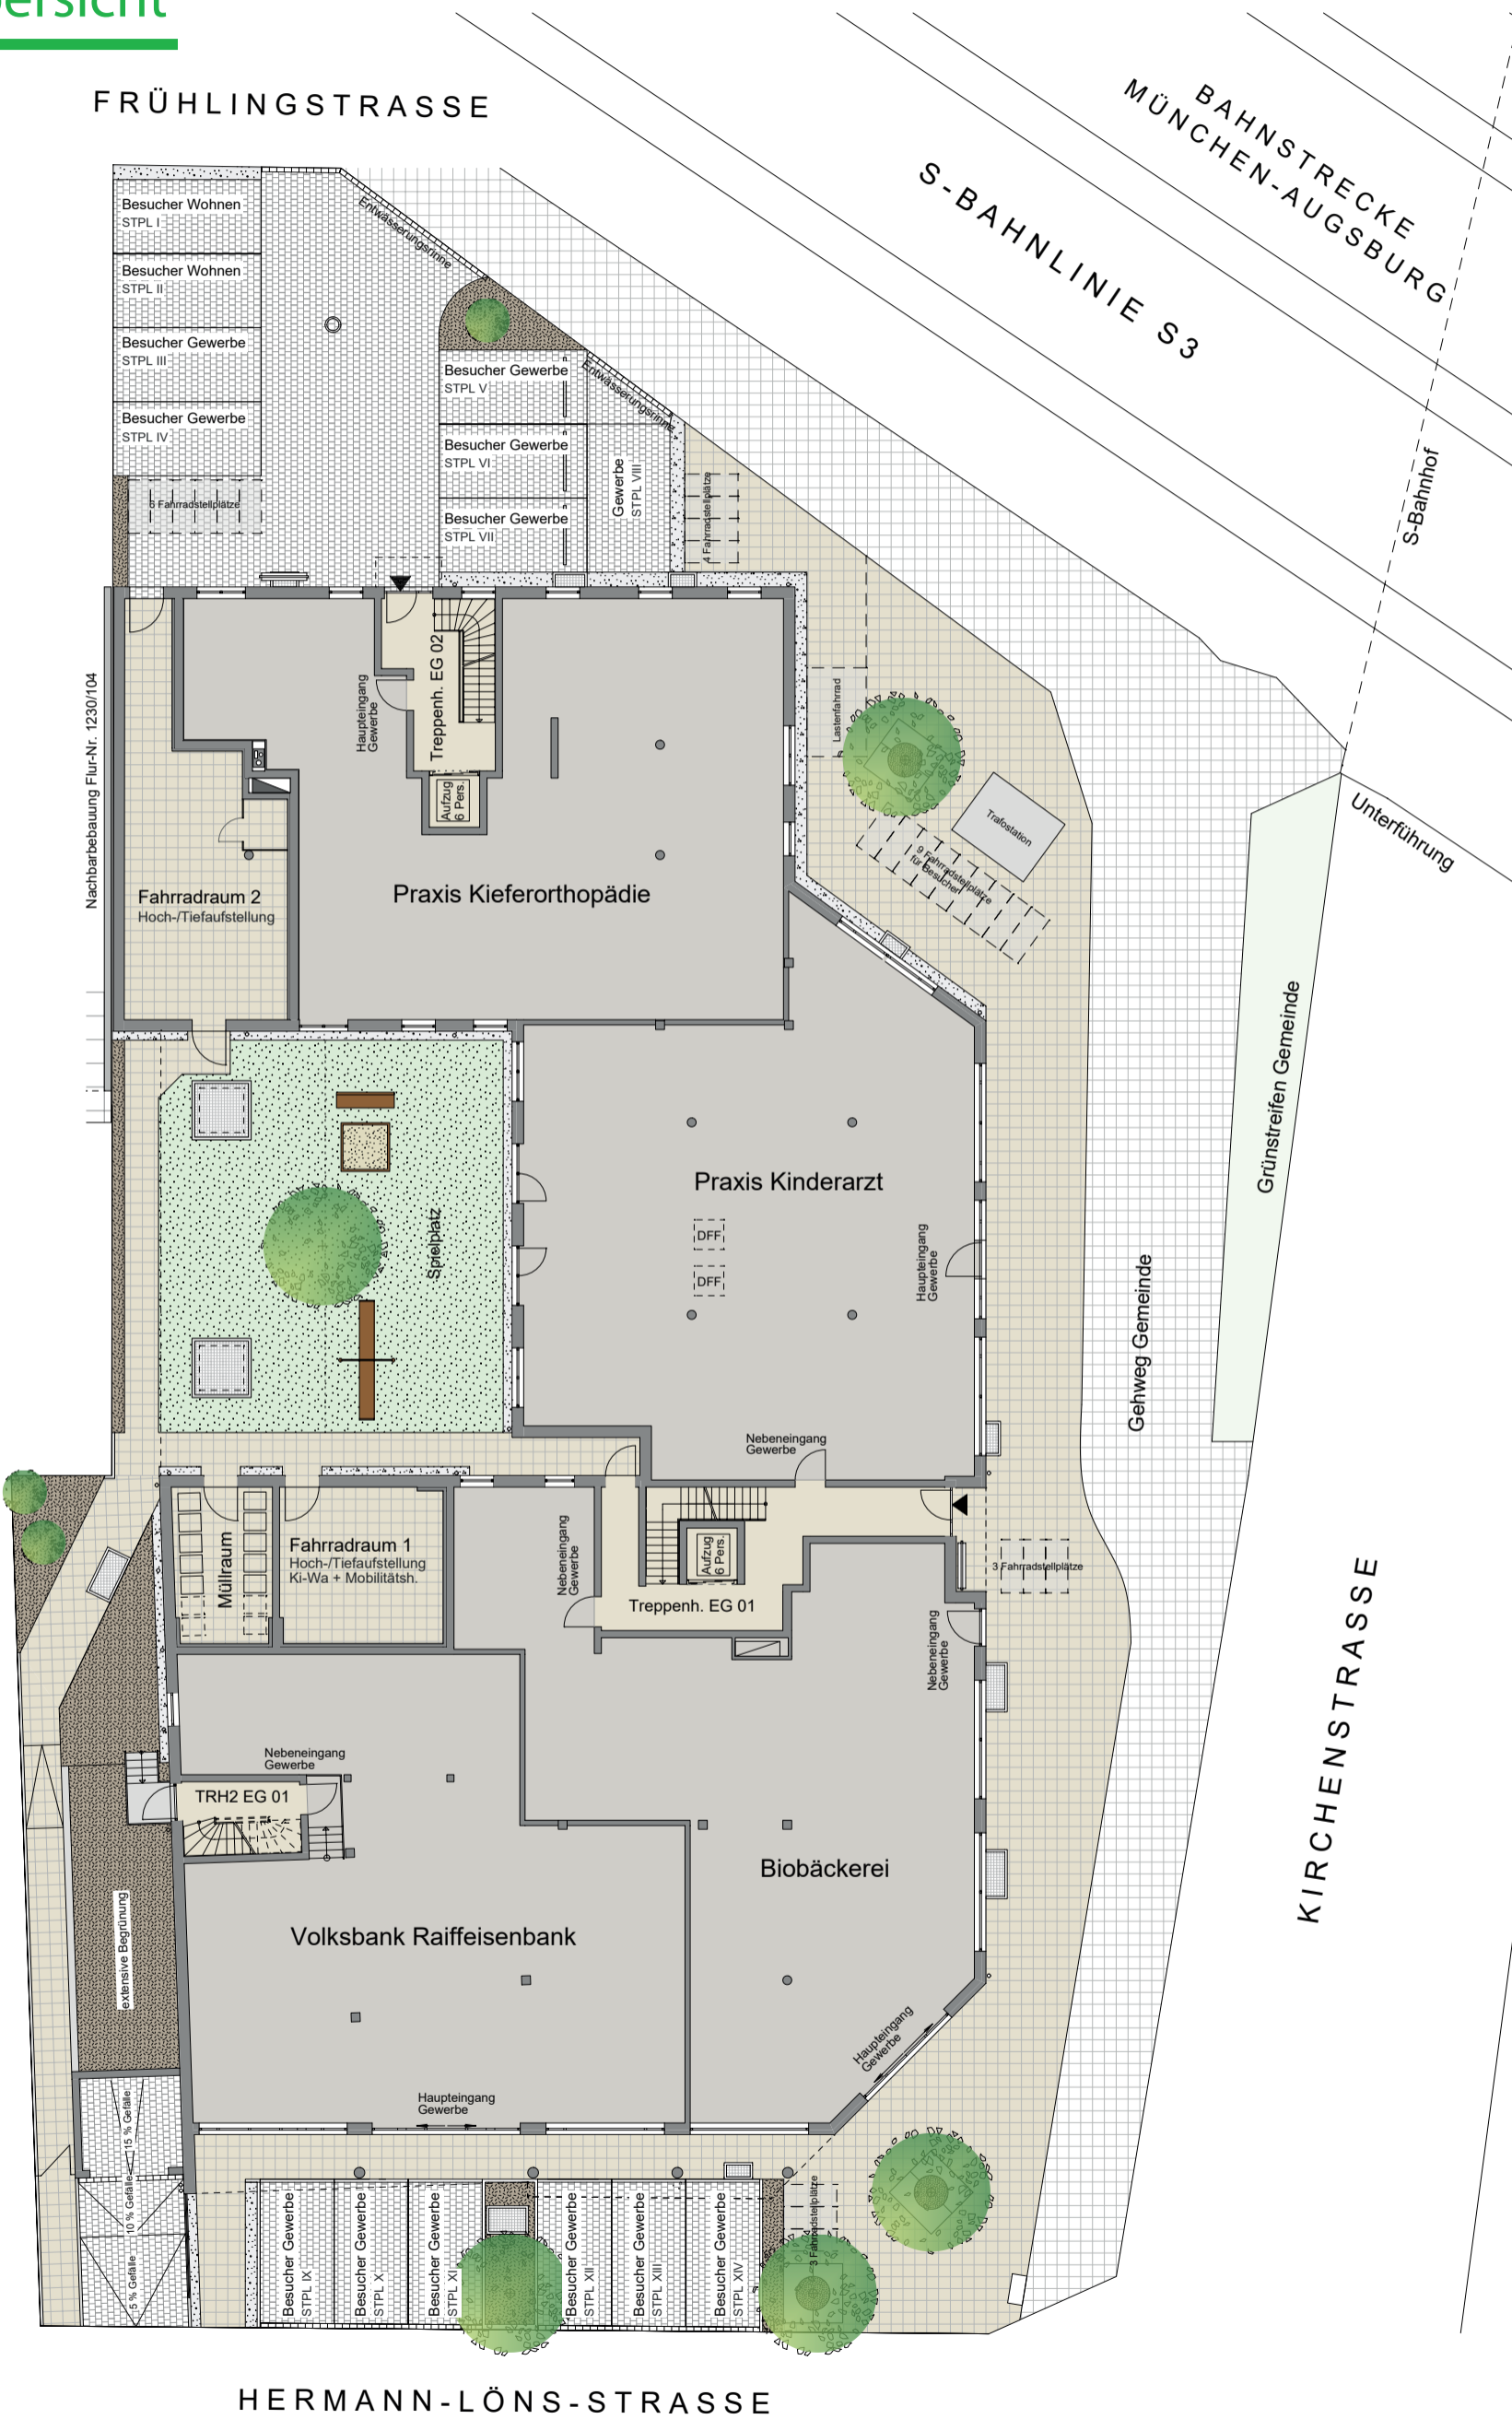 ersicht
FRÜHLINGSTRASSE
BAHNSTRECKE
MÜNCHEN-AUGSBURG
S-BAHNLINIE S3
S-Bahnhof
Unterführung
Besucher Wohnen
STPL I
Besucher Wohnen
STPL II
Besucher Gewerbe
STPL III
Besucher Gewerbe
STPL IV
6 Fahrradstellplätze
Entwässerungsrinne
Besucher Gewerbe
STPL V
Besucher Gewerbe
STPL VI
Besucher Gewerbe
STPL VII
Entwässerungsrinne
Gewerbe
STPL VIII
4 Fahrradstellplätze
Nachbarbebauung Flur-Nr. 1230/104
Haupteingang
Gewerbe
Treppenh. EG 02
Aufzug
6 Pers.
Lastenfahrrad
Trafostation
9 Fahrradstellplätze
für Besucher
Fahrradraum 2
Hoch-/Tiefaufstellung
Praxis Kieferorthopädie
Grünstreifen Gemeinde
Praxis Kinderarzt
DFF
DFF
Spielplatz
Haupteingang
Gewerbe
Gehweg Gemeinde
Nebeneingang
Gewerbe
Müllraum
Fahrradraum 1
Hoch-/Tiefaufstellung
Ki-Wa + Mobilitätsh.
Nebeneingang
Gewerbe
Aufzug
6 Pers.
Treppenh. EG 01
3 Fahrradstellplätze
Nebeneingang
Gewerbe
KIRCHENSTRASSE
Nebeneingang
Gewerbe
TRH2 EG 01
Biobäckerei
Volksbank Raiffeisenbank
extensive Begrünung
Haupteingang
Gewerbe
Haupteingang
Gewerbe
15 % Gefälle
10 % Gefälle
5 % Gefälle
Besucher Gewerbe
STPL IX
Besucher Gewerbe
STPL X
Besucher Gewerbe
STPL XI
Besucher Gewerbe
STPL XII
Besucher Gewerbe
STPL XIII
Besucher Gewerbe
STPL XIV
3 Fahrradstellplätze
HERMANN-LÖNS-STRASSE